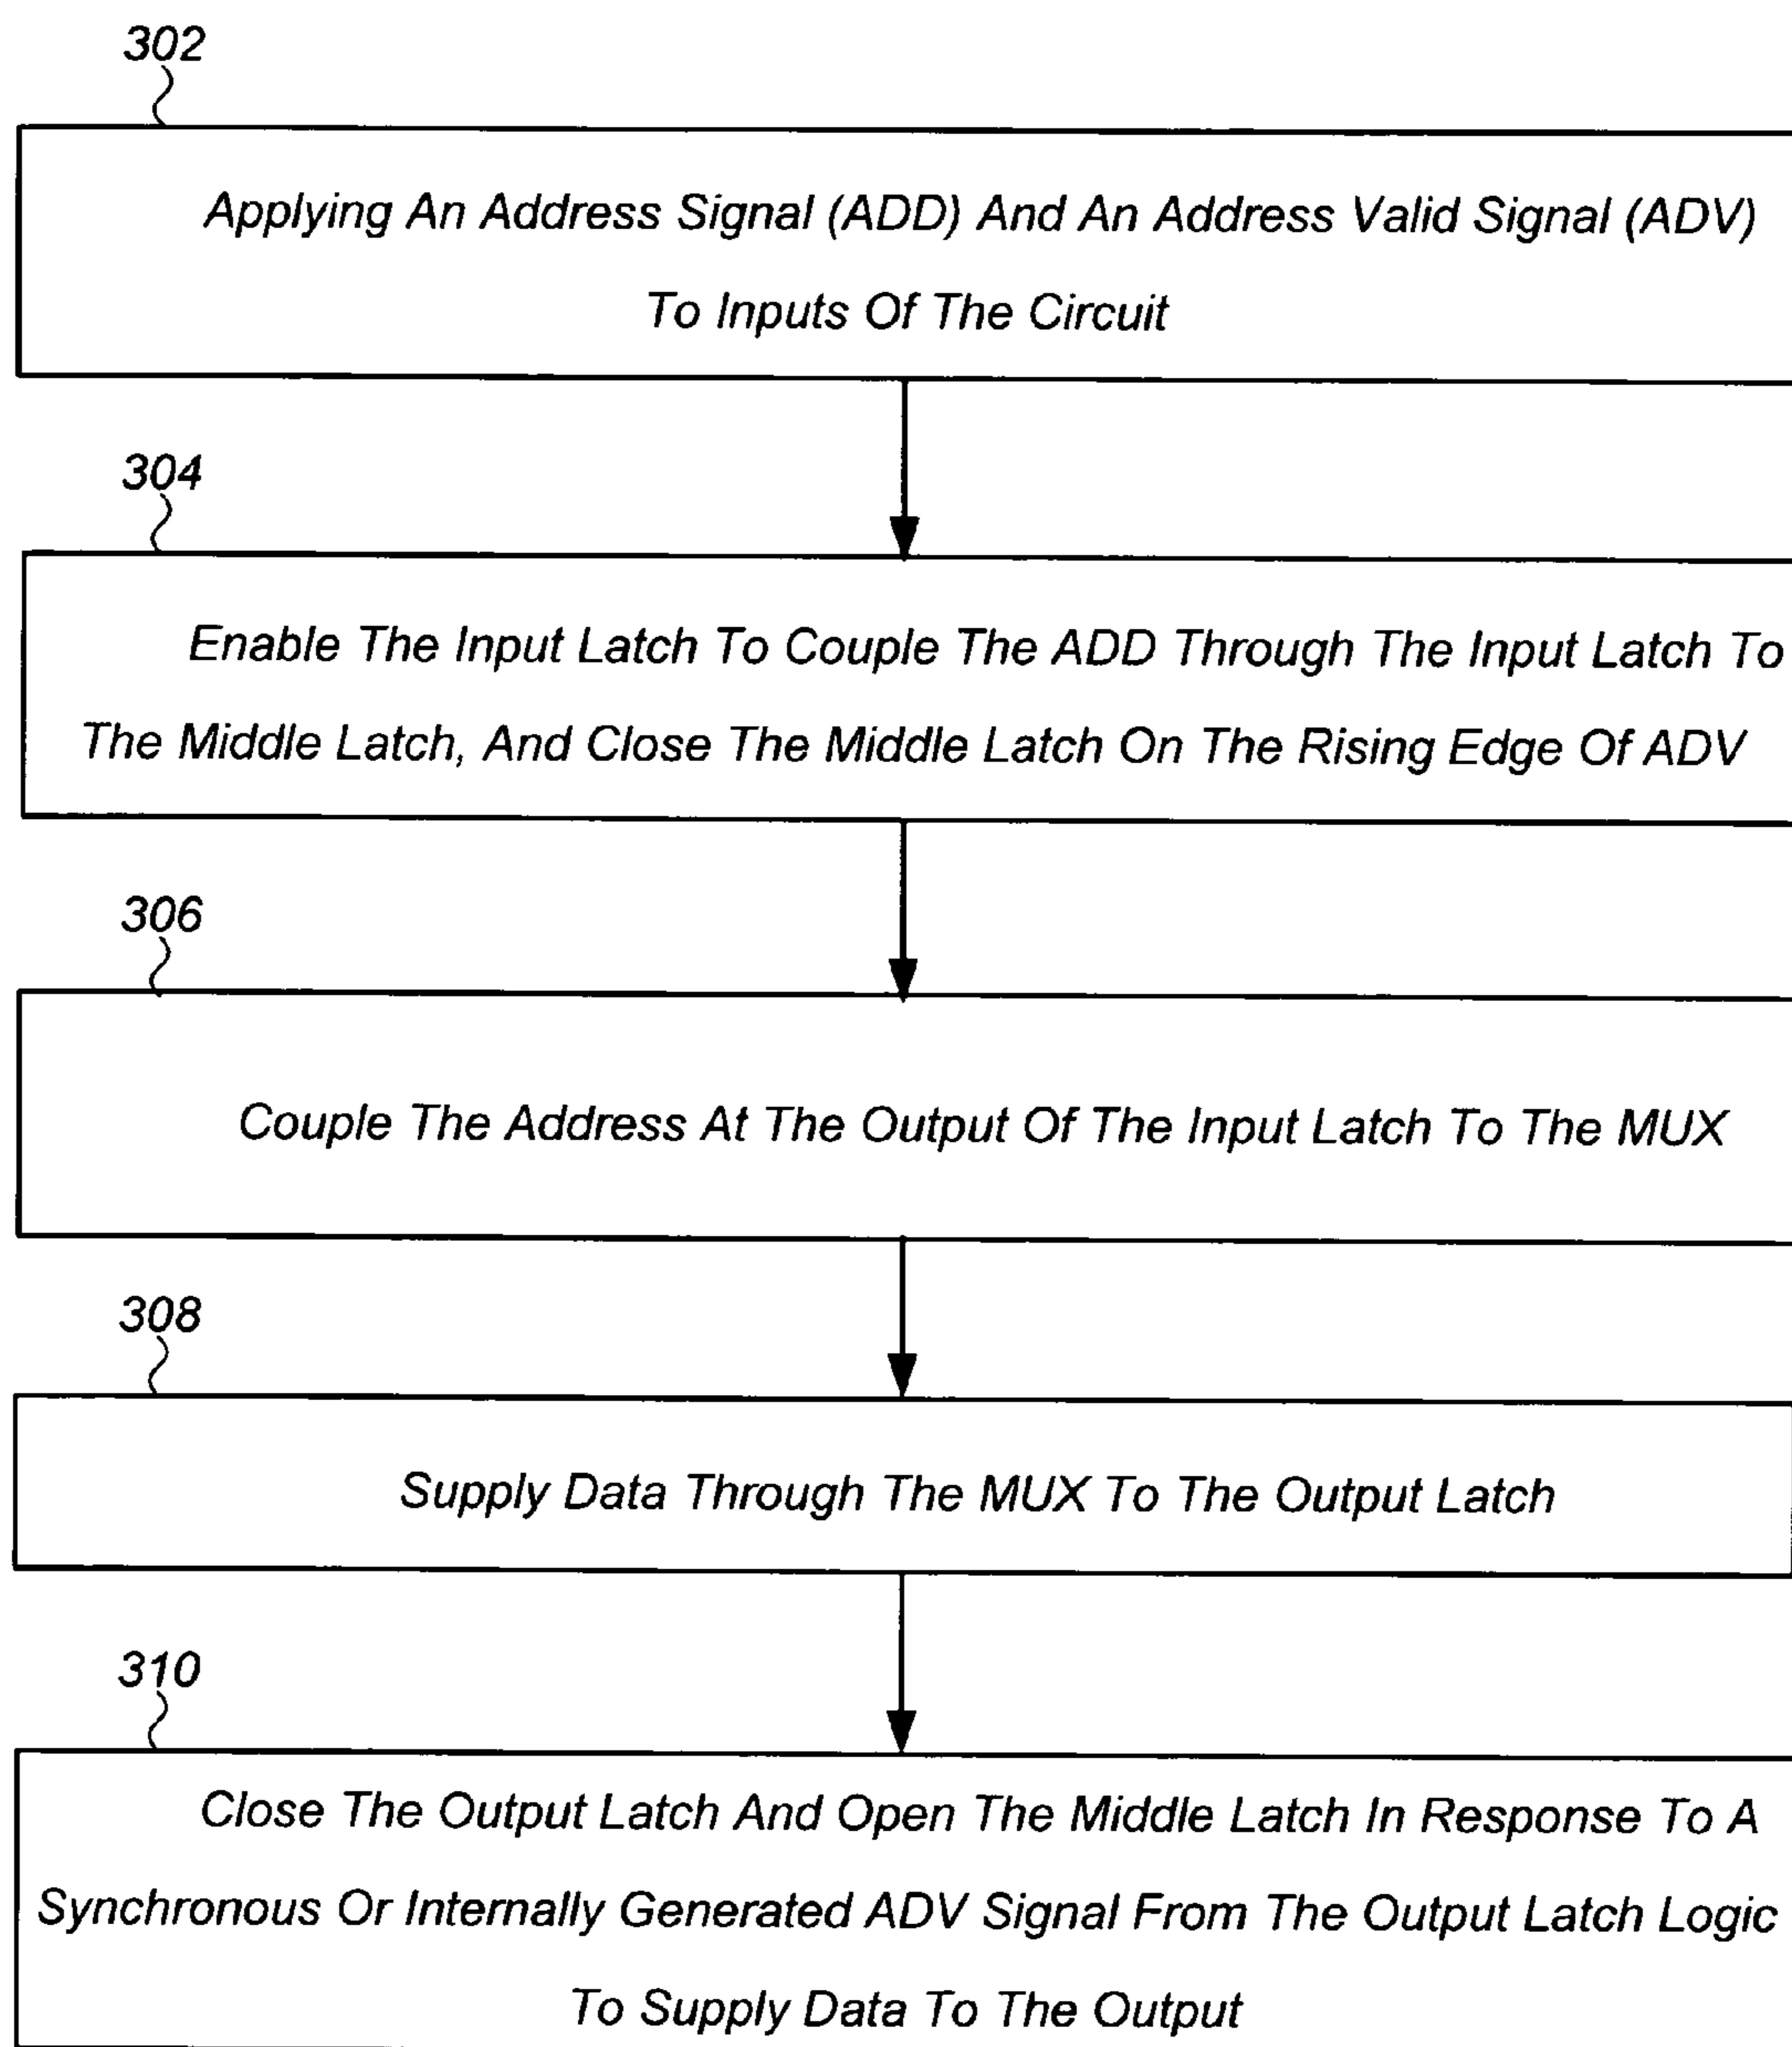 302
Applying An Address Signal (ADD) And An Address Valid Signal (ADV)
To Inputs Of The Circuit
304
Enable The Input Latch To Couple The ADD Through The Input Latch To
The Middle Latch, And Close The Middle Latch On The Rising Edge Of ADV
306
Couple The Address At The Output Of The Input Latch To The MUX
308
Supply Data Through The MUX To The Output Latch
310
Close The Output Latch And Open The Middle Latch In Response To A
Synchronous Or Internally Generated ADV Signal From The Output Latch Logic
To Supply Data To The Output